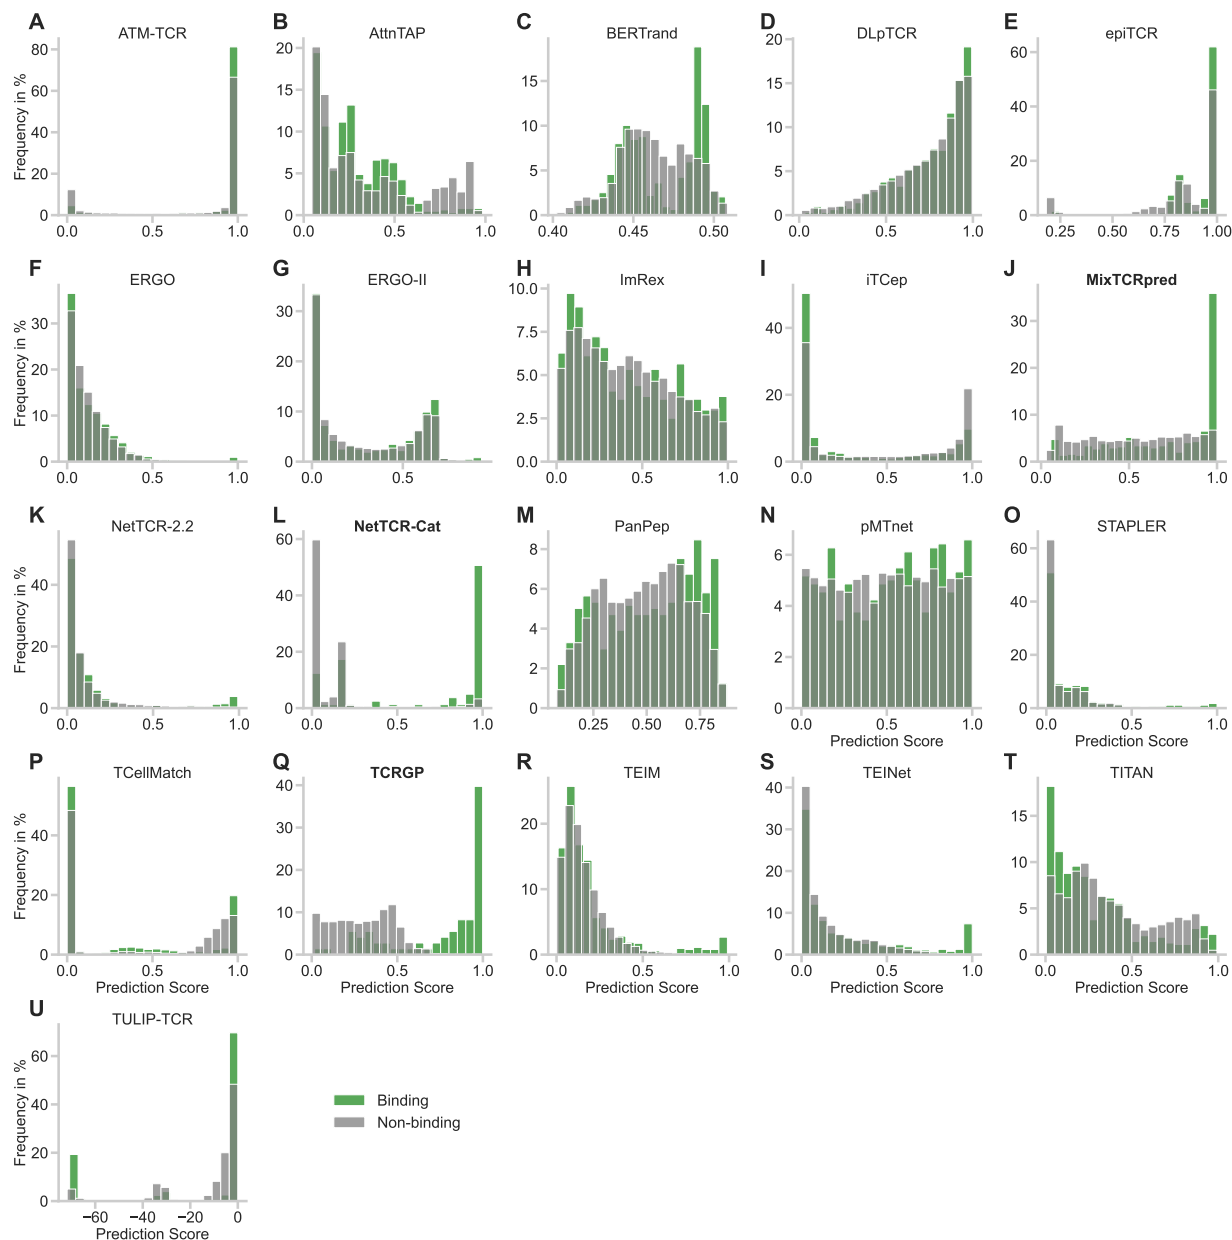 A
ATM-TCR
Frequency in %
80
60
40
20
0
0.0
0.5
1.0
B
AttnTAP
20
15
10
5
0
0.0
0.5
1.0
C
BERTrand
15
10
5
0
0.40
0.45
0.50
D
DLpTCR
20
15
10
5
0
0.0
0.5
1.0
E
epiTCR
60
40
20
0
0.25
0.75
1.00
F
ERGO
Frequency in %
30
20
10
0
0.0
0.5
1.0
G
ERGO-II
30
20
10
0
0.0
0.5
H
ImRex
10.0
7.5
5.0
2.5
0.0
0.0
0.5
1.0
I
iTCep
40
20
0
0.0
0.5
1.0
J
MixTCRpred
30
20
10
0
0.0
0.5
1.0
K
NetTCR-2.2
Frequency in %
40
20
0
0.0
0.5
1.0
L
NetTCR-Cat
60
40
20
0
0.0
0.5
1.0
M
PanPep
8
6
4
2
0
0.25
0.50
0.75
N
pMTnet
6
4
2
0
0.0
0.5
1.0
Prediction Score
O
STAPLER
60
40
20
0
0.0
0.5
1.0
Prediction Score
P
TCellMatch
Frequency in %
40
20
0
0.0
0.5
1.0
Prediction Score
Q
TCRGP
40
30
20
10
0
0.0
0.5
1.0
Prediction Score
R
TEIM
20
10
0
0.0
0.5
1.0
Prediction Score
S
TEINet
40
30
20
10
0
0.0
0.5
1.0
Prediction Score
T
TITAN
15
10
5
0
0.0
0.5
1.0
Prediction Score
U
TULIP-TCR
Frequency in %
60
40
20
0
−60
−40
−20
0
Prediction Score
Binding
Non-binding